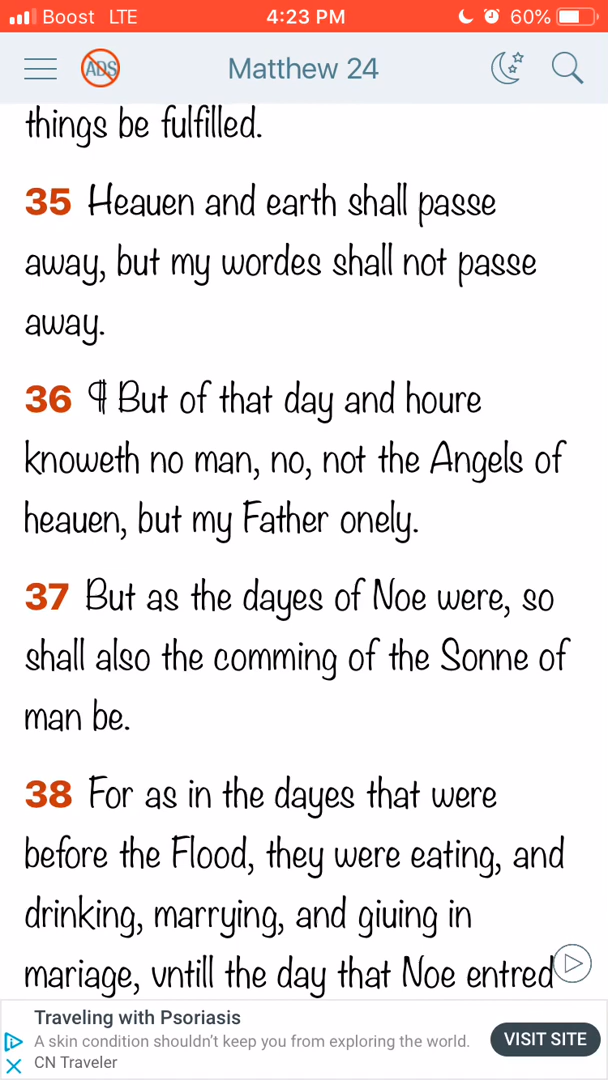 Boost LTE 4:23 PM 60%
ADS Matthew 24
things be fulfilled.
35 Heauen and earth shall passe
away, but my wordes shall not passe
away.
36 ¶ But of that day and houre
knoweth no man, no, not the Angels of
heauen, but my Father onely.
37 But as the dayes of Noe were, so
shall also the comming of the Sonne of
man be.
38 For as in the dayes that were
before the Flood, they were eating, and
drinking, marrying, and giuing in
mariage, vntill the day that Noe entred
Traveling with Psoriasis
A skin condition shouldn't keep you from exploring the world.
CN Traveler
VISIT SITE